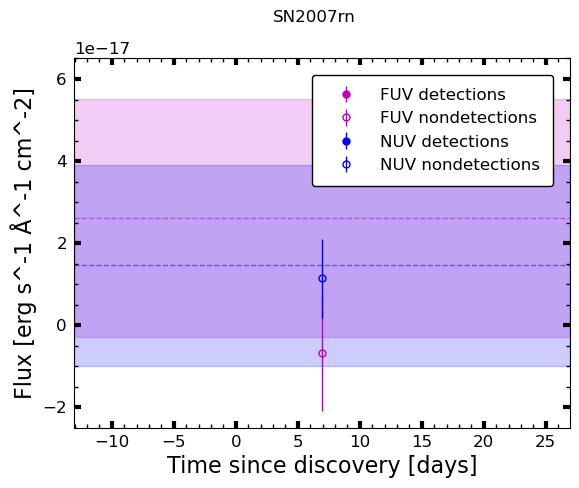 SN2007rn
1e−17
FUV detections
FUV nondetections
NUV detections
NUV nondetections
6
4
2
0
−2
Flux [erg s^-1 Å^-1 cm^-2]
−10 −5 0 5 10 15 20 25
Time since discovery [days]